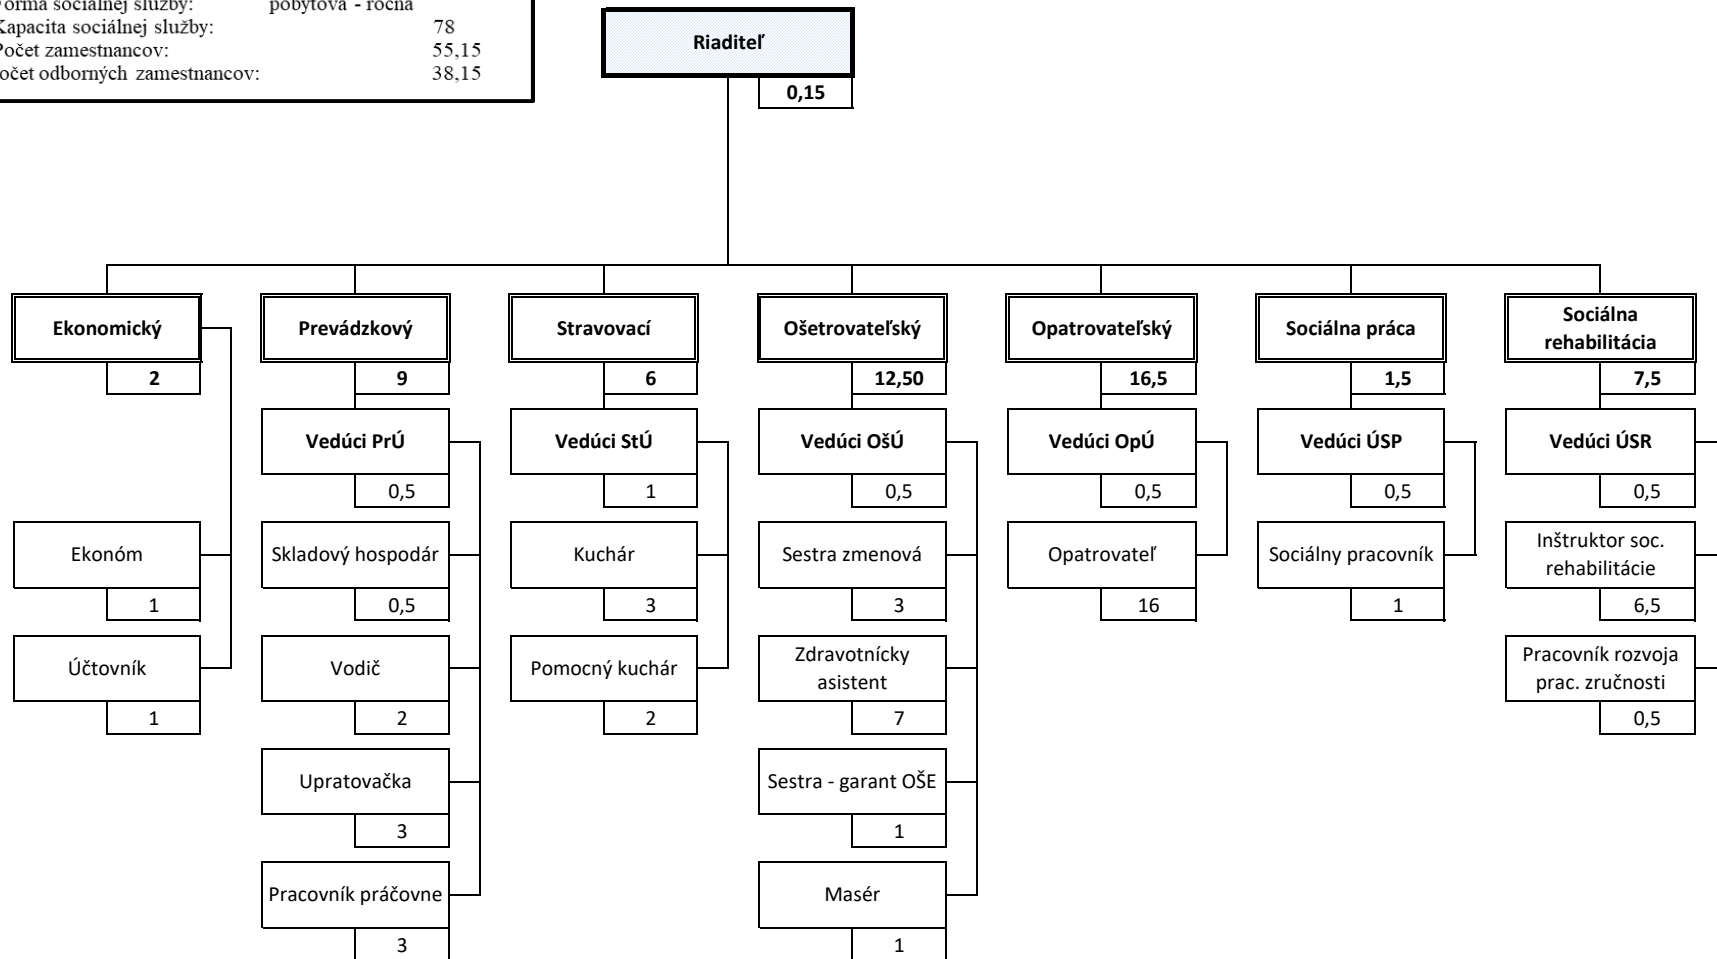 sociálnej služby: pobytová - ročná
Kapacita sociálnej služby: 78
Počet zamestnancov: 55,15
počet odborných zamestnancov: 38,15
Riaditeľ
0,15
Ekonomický
2
Ekonóm
1
Účtovník
1
Prevádzkový
9
Vedúci PrÚ
0,5
Skladový hospodár
0,5
Vodič
2
Upratovačka
3
Pracovník práčovne
3
Stravovací
6
Vedúci StÚ
1
Kuchár
3
Pomocný kuchár
2
Ošetrovateľský
12,50
Vedúci OšÚ
0,5
Sestra zmenová
3
Zdravotnícky
asistent
7
Sestra - garant OŠE
1
Masér
1
Opatrovateľský
16,5
Vedúci OpÚ
0,5
Opatrovateľ
16
Sociálna práca
1,5
Vedúci ÚSP
0,5
Sociálny pracovník
1
Sociálna
rehabilitácia
7,5
Vedúci ÚSR
0,5
Inštruktor soc.
rehabilitácie
6,5
Pracovník rozvoja
prac. zručnosti
0,5